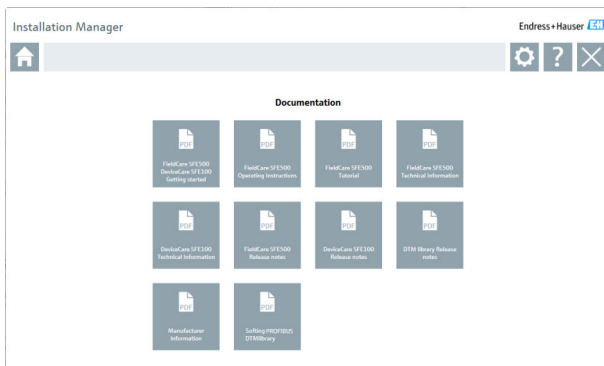 Installation Manager
Endress+Hauser EH
?
Documentation
PDF
PDF
PDF
PDF
FieldCare SFE500
DeviceCare SFE100
Getting started
FieldCare SFE500
Operating Instructions
FieldCare SFE500
Tutorial
FieldCare SFE500
Technical Information
PDF
PDF
PDF
PDF
DeviceCare SFE100
Technical Information
FieldCare SFE500
Release notes
DeviceCare SFE100
Release notes
DTM library Release
notes
PDF
PDF
Manufacturer
Information
Softing PROFIBUS
DTMlibrary